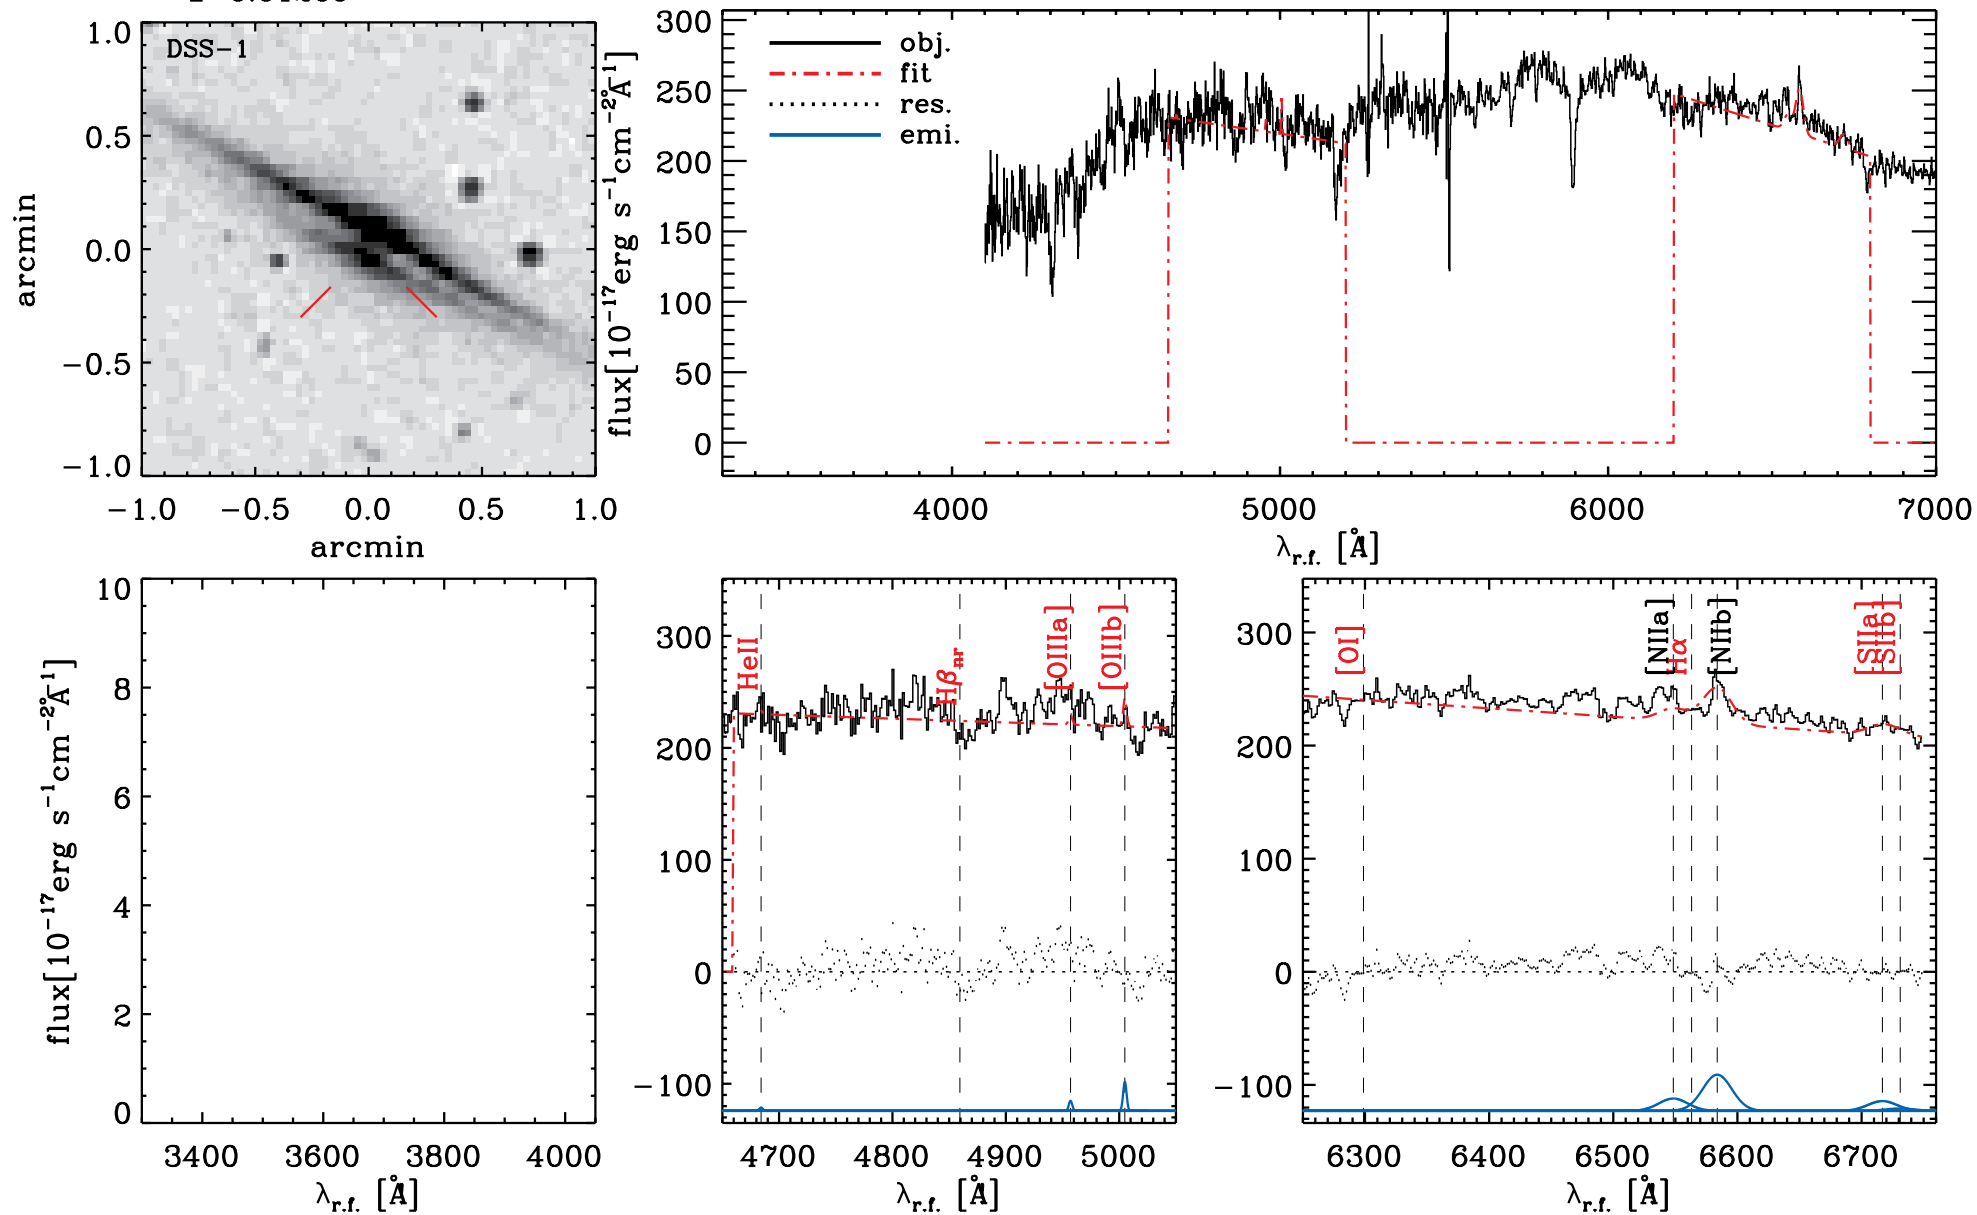 DSS-1
1.0
0.5
0.0
−0.5
−1.0
arcmin
−1.0 −0.5 0.0 0.5 1.0
arcmin
obj.
fit
res.
emi.
300
250
200
150
100
50
0
flux[10⁻¹⁷erg s⁻¹cm⁻²Å⁻¹]
4000 5000 6000 7000
λr.f. [Å]
10
8
6
4
2
0
flux[10⁻¹⁷erg s⁻¹cm⁻²Å⁻¹]
3400 3600 3800 4000
λr.f. [Å]
HeII
Hβnr
[OIIIa]
[OIIIb]
300
200
100
0
−100
4700 4800 4900 5000
λr.f. [Å]
[OI]
[NIIa]
Hα
[NIIb]
[SIIa]
[SIIb]
300
200
100
0
−100
6300 6400 6500 6600 6700
λr.f. [Å]